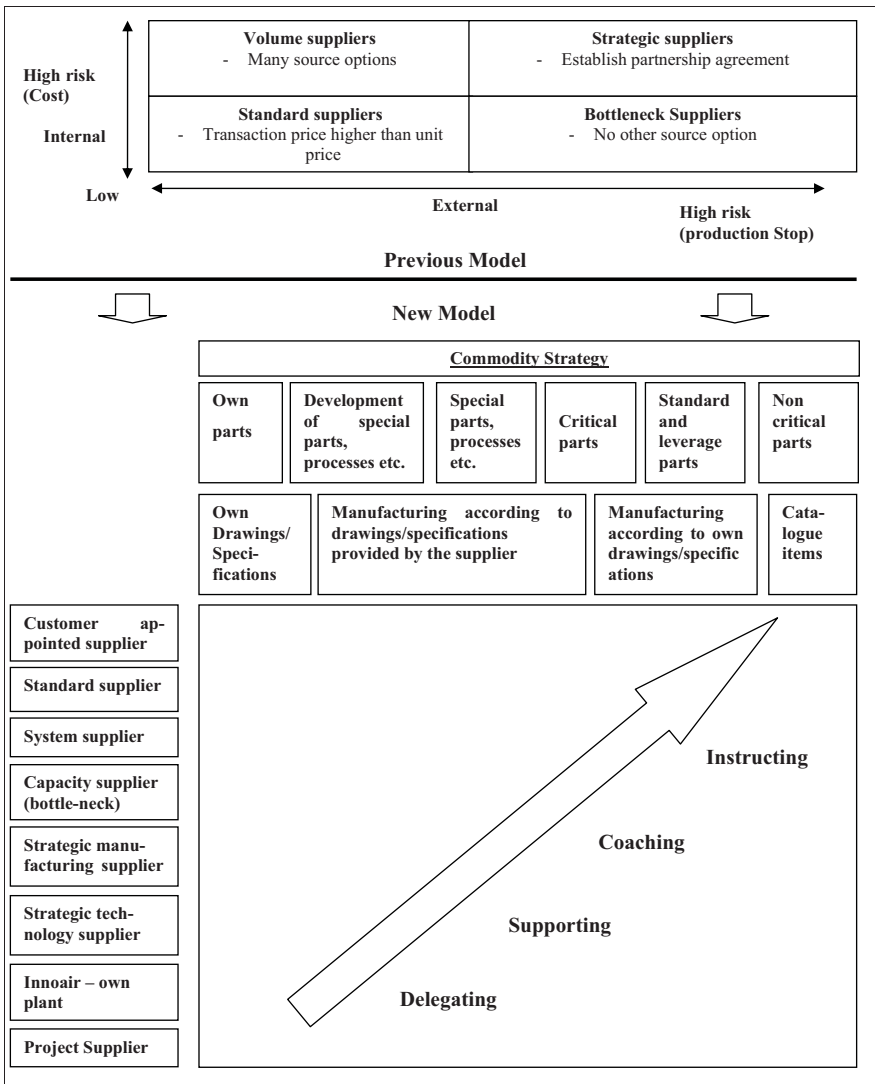 Volume suppliers
- Many source options
Strategic suppliers
- Establish partnership agreement
High risk
(Cost)
Internal
Standard suppliers
- Transaction price higher than unit
price
Bottleneck Suppliers
- No other source option
Low
External
High risk
(production Stop)
Previous Model
New Model
Commodity Strategy
Own
parts
Development
of special
parts,
processes etc.
Special
parts,
processes
etc.
Critical
parts
Standard
and
leverage
parts
Non
critical
parts
Own
Drawings/
Speci-
fications
Manufacturing according to
drawings/specifications
provided by the supplier
Manufacturing
according to own
drawings/specific
ations
Cata-
logue
items
Customer ap-
pointed supplier
Standard supplier
System supplier
Capacity supplier
(bottle-neck)
Strategic manu-
facturing supplier
Strategic tech-
nology supplier
Innoair – own
plant
Project Supplier
Instructing
Coaching
Supporting
Delegating